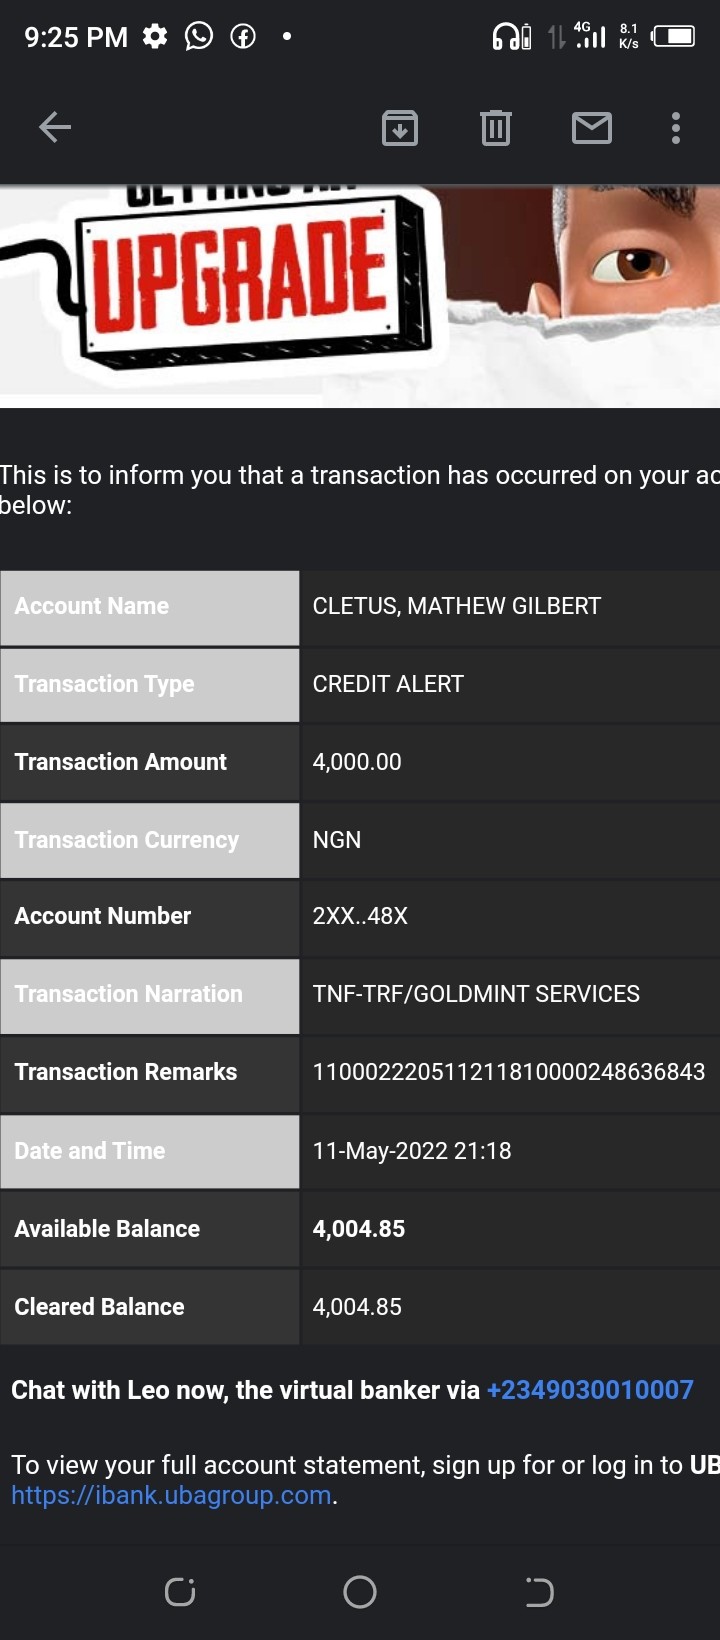 9:25 PM
4G
8.1
K/s
UPGRADE
This is to inform you that a transaction has occurred on your ac
below:
Account Name CLETUS, MATHEW GILBERT
Transaction Type CREDIT ALERT
Transaction Amount 4,000.00
Transaction Currency NGN
Account Number 2XX..48X
Transaction Narration TNF-TRF/GOLDMINT SERVICES
Transaction Remarks 110002220511211810000248636843
Date and Time 11-May-2022 21:18
Available Balance 4,004.85
Cleared Balance 4,004.85
Chat with Leo now, the virtual banker via +2349030010007
To view your full account statement, sign up for or log in to UB
https://ibank.ubagroup.com.